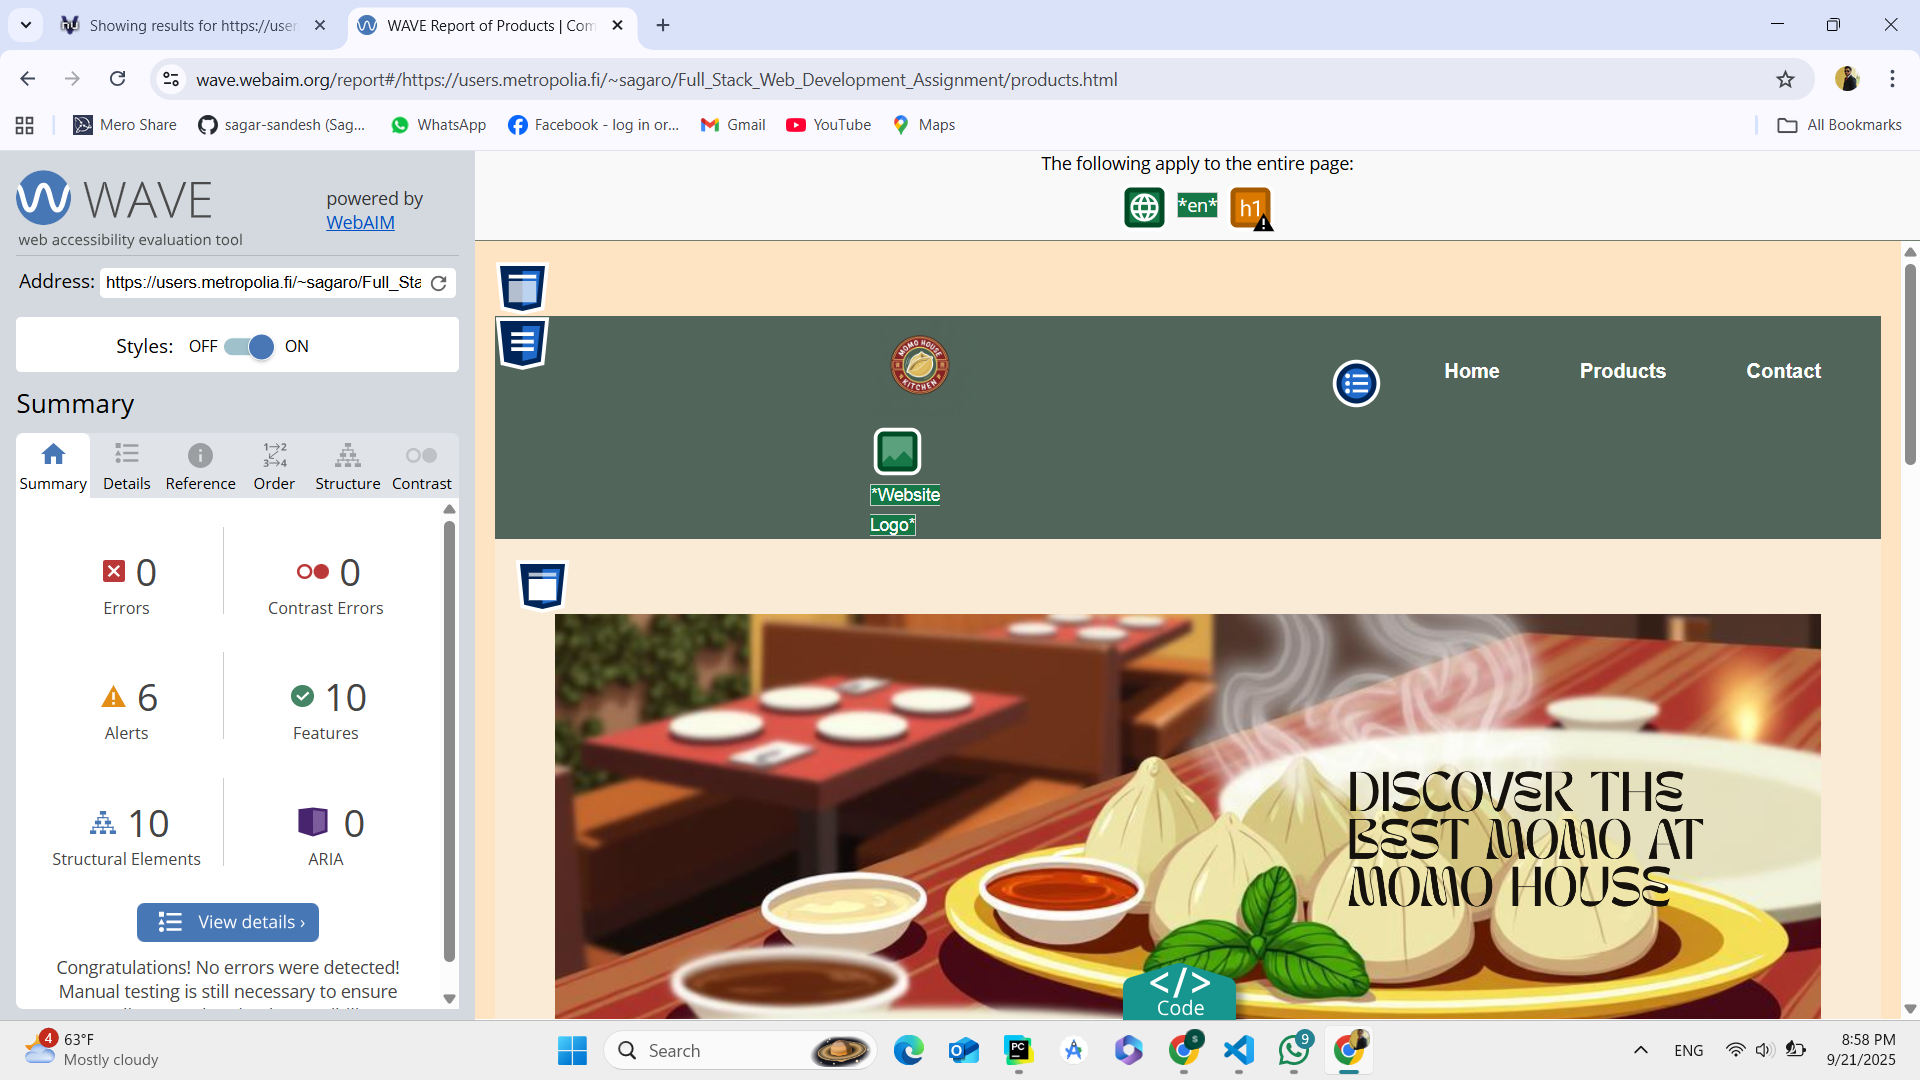 Showing results for https://user
WAVE Report of Products | Com
wave.webaim.org/report#/https://users.metropolia.fi/~sagaro/Full_Stack_Web_Development_Assignment/products.html
Mero Share
sagar-sandesh (Sag...
WhatsApp
Facebook - log in or...
Gmail
YouTube
Maps
All Bookmarks
WAVE
web accessibility evaluation tool
powered by
WebAIM
Address: https://users.metropolia.fi/~sagaro/Full_Sta
Styles: OFF ON
Summary
Summary
Details
Reference
Order
Structure
Contrast
0
Errors
0
Contrast Errors
6
Alerts
10
Features
10
Structural Elements
0
ARIA
View details ›
Congratulations! No errors were detected!
Manual testing is still necessary to ensure
The following apply to the entire page:
*en*
h1
MOMO HOUSE
KITCHEN
*Website
Logo*
Home
Products
Contact
DISCOVER THE
BEST MOMO AT
MOMO HOUSE
</>
Code
4
63°F
Mostly cloudy
Search
PC
s
9
ENG
8:58 PM
9/21/2025